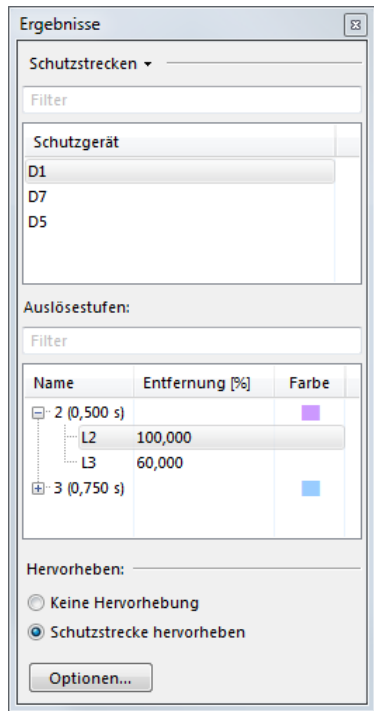 Ergebnisse
Schutzstrecken
Filter
Schutzgerät
D1
D7
D5
Auslösestufen:
Filter
Name Entfernung [%] Farbe
2 (0,500 s)
L2 100,000
L3 60,000
3 (0,750 s)
Hervorheben:
Keine Hervorhebung
Schutzstrecke hervorheben
Optionen...